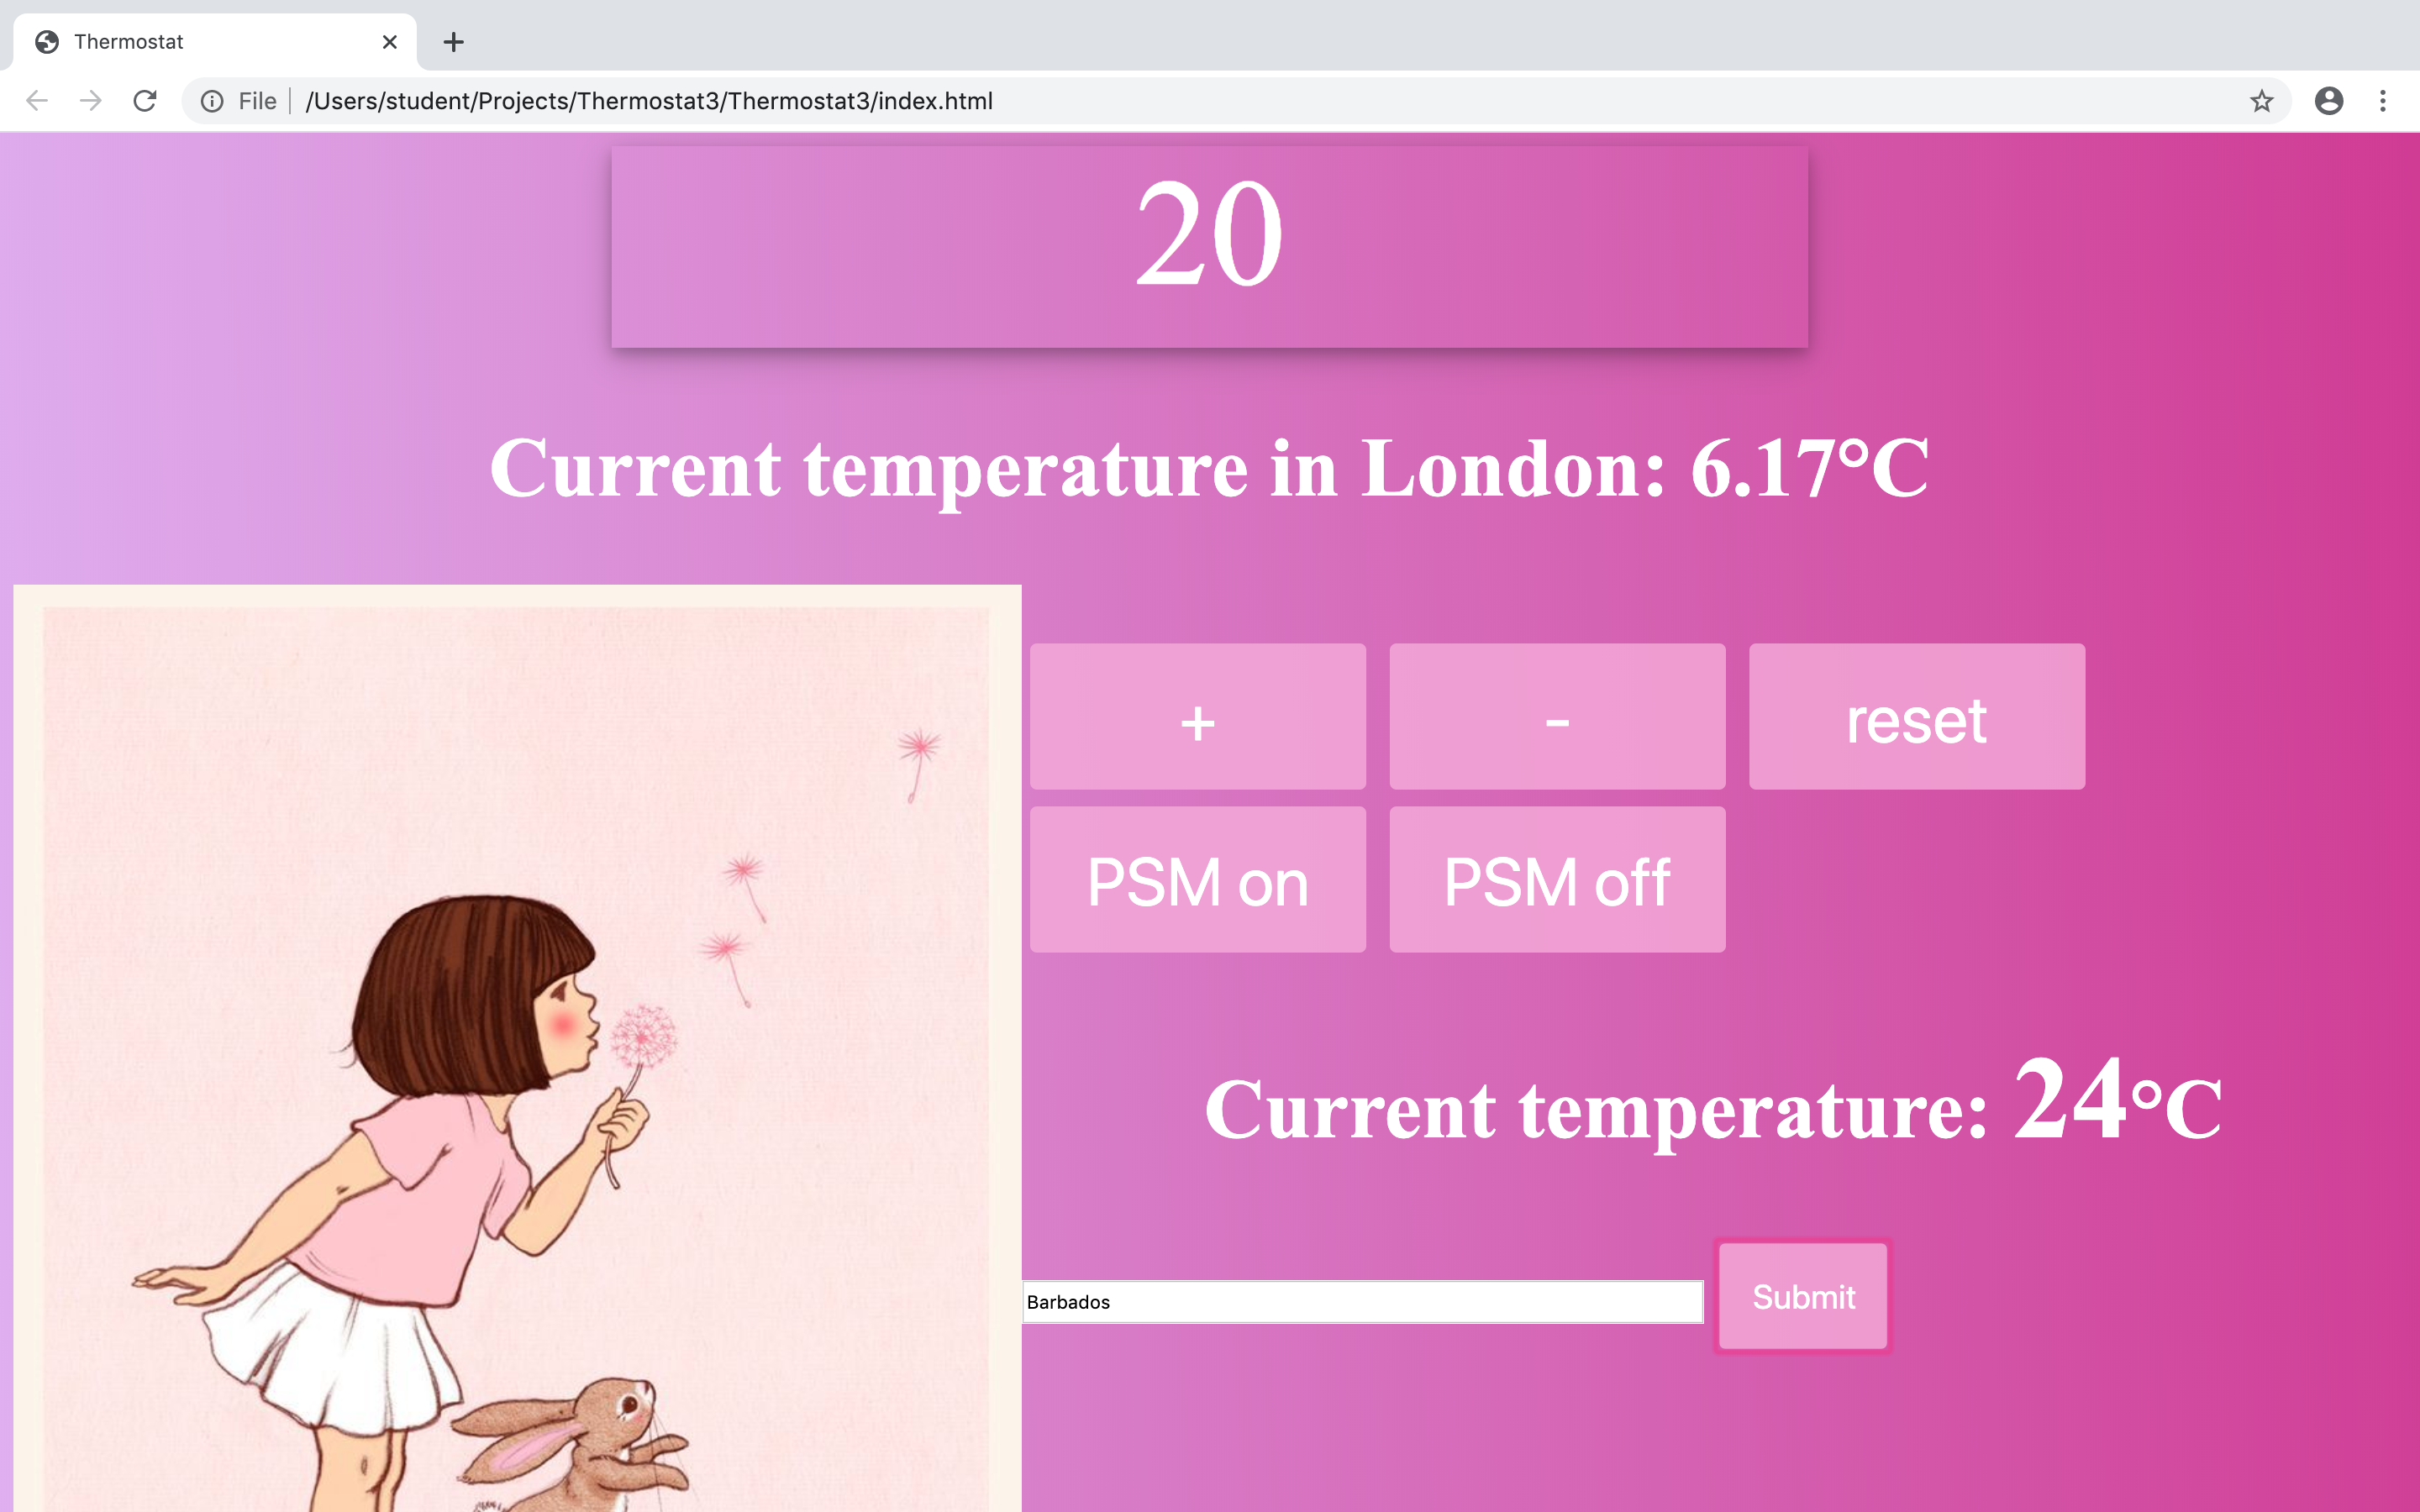 Thermostat
File /Users/student/Projects/Thermostat3/Thermostat3/index.html
20
Current temperature in London: 6.17°C
+ - reset
PSM on PSM off
Current temperature: 24°C
Barbados Submit